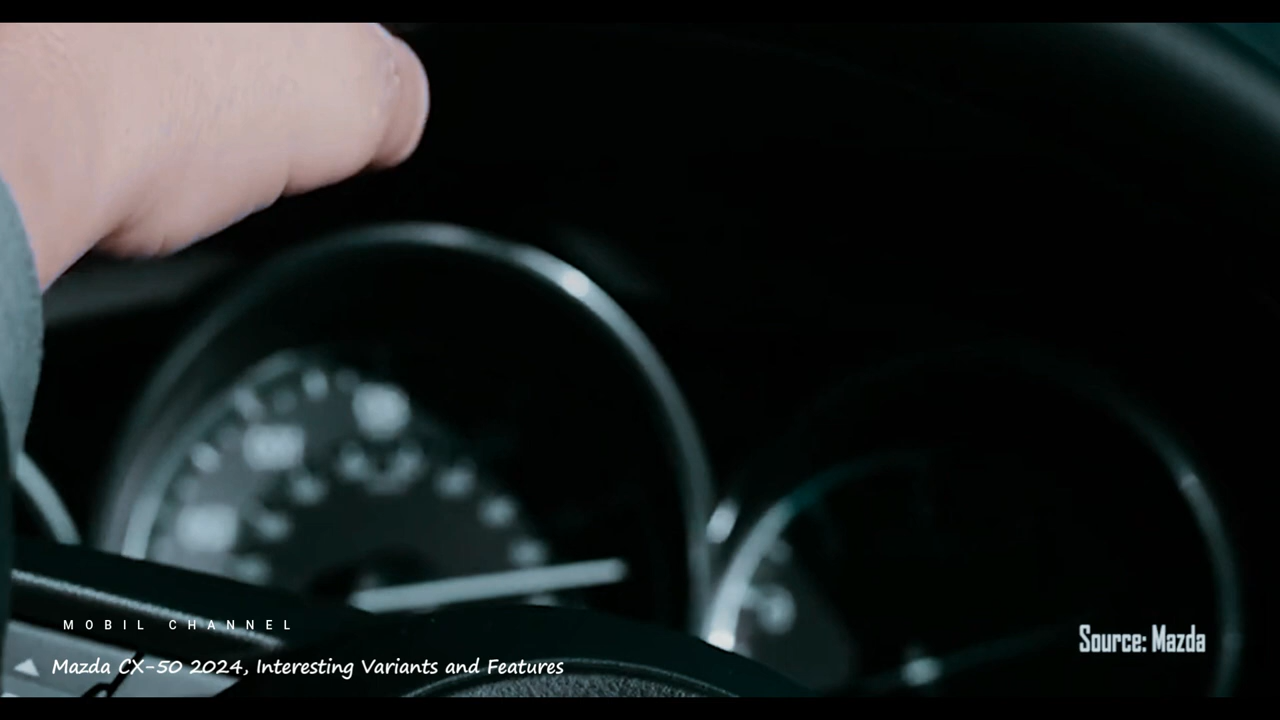 MOBIL CHANNEL
Mazda CX-50 2024, Interesting Variants and Features
Source: Mazda